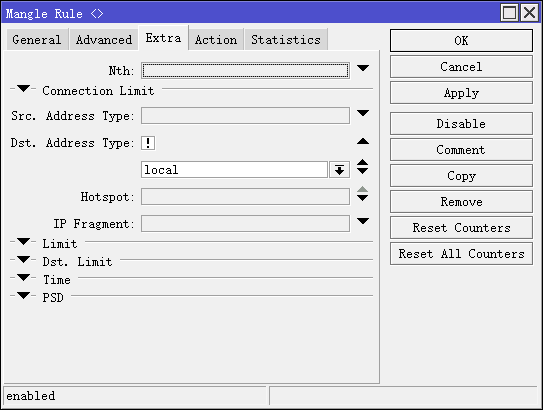 Mangle Rule <>
General Advanced Extra Action Statistics
OK
Nth:
Cancel
Connection Limit
Apply
Src. Address Type:
Disable
Dst. Address Type: !
Comment
local
Copy
Hotspot:
Remove
IP Fragment:
Reset Counters
Limit
Reset All Counters
Dst. Limit
Time
PSD
enabled